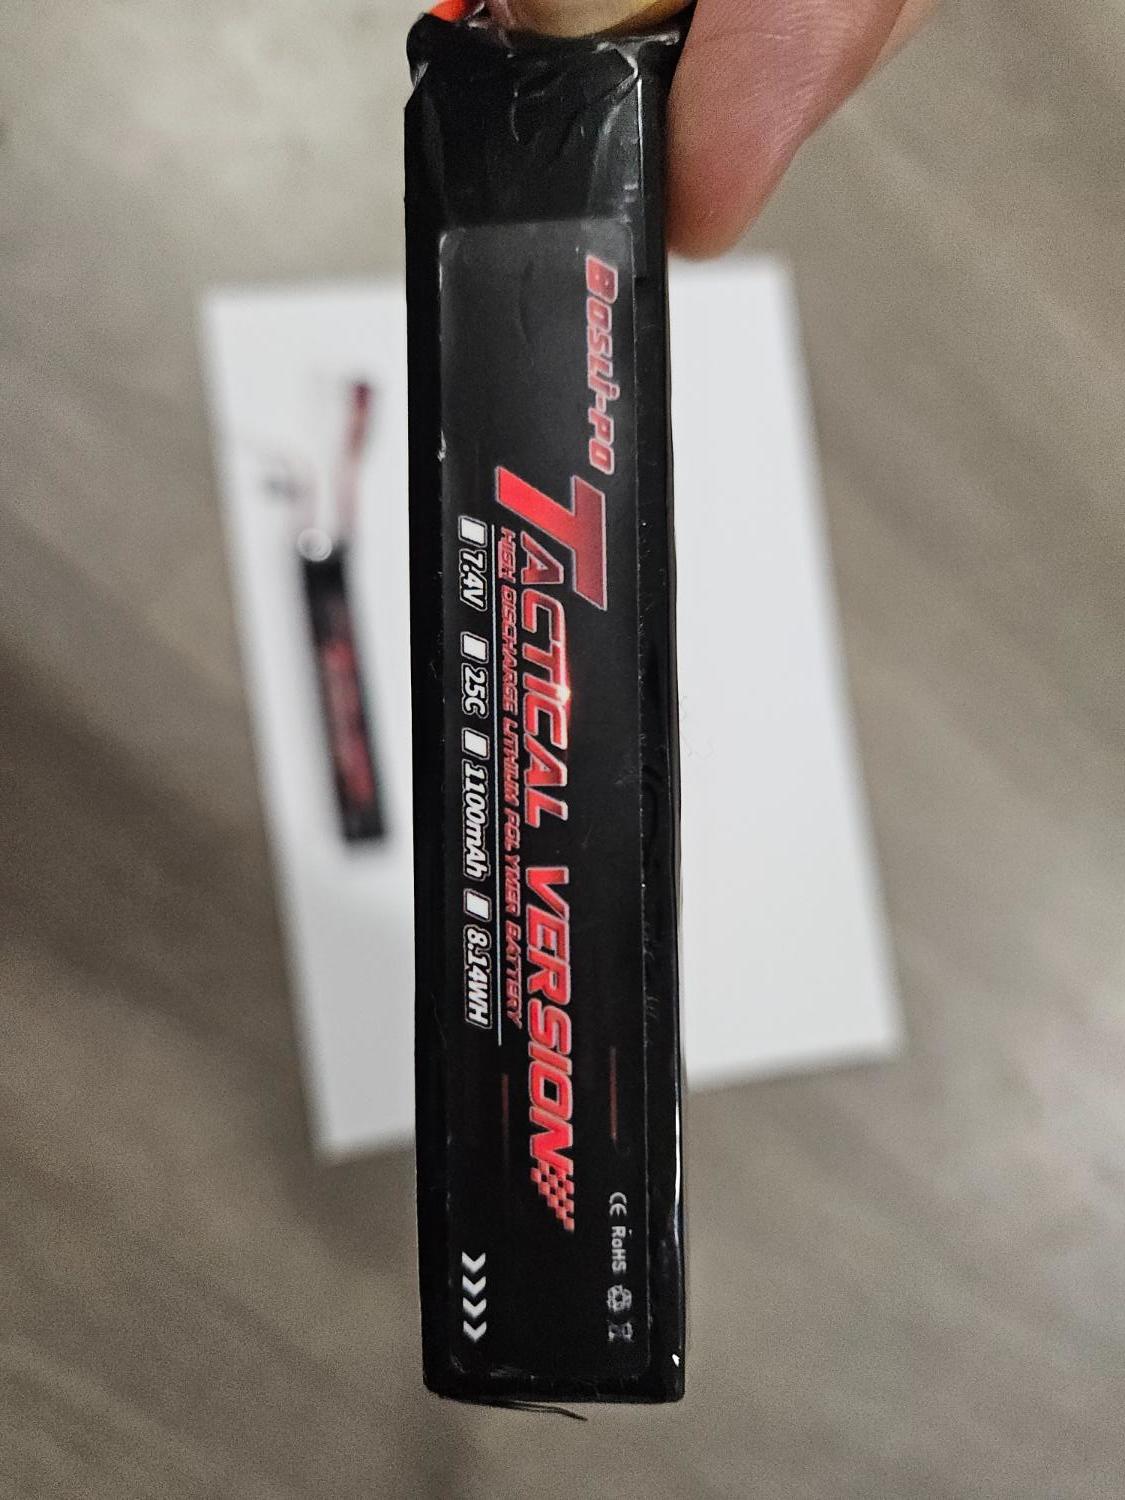 BOSLI-PO
TACTICAL VERSION
HIGH DISCHARGE LITHIUM POLYMER BATTERY
7.4V 25C 1100mAh 8.14WH
CE RoHS